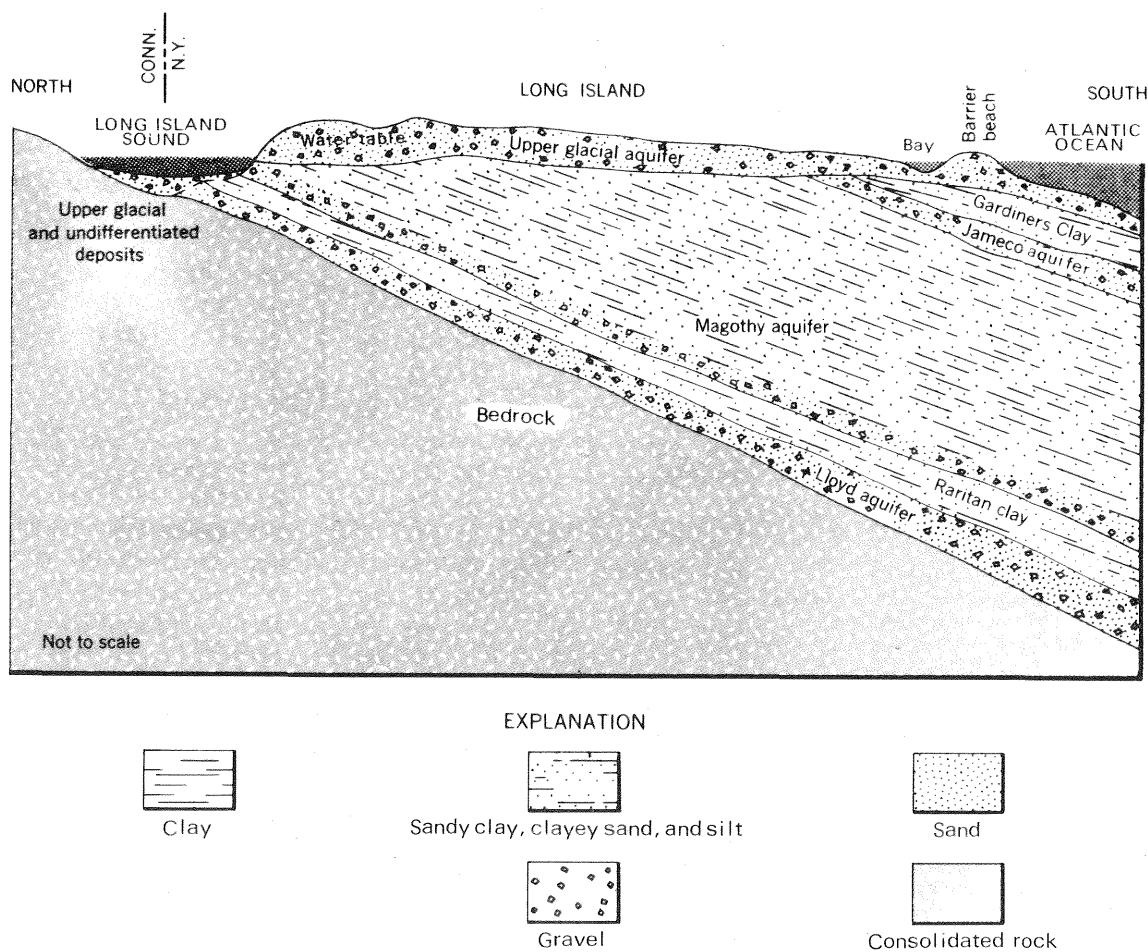 CONN.
N.Y.
NORTH
LONG ISLAND
SOUTH
LONG ISLAND
SOUND
Bay
Barrier
beach
ATLANTIC
OCEAN
Water table
Upper glacial aquifer
Upper glacial
and undifferentiated
deposits
Gardiners Clay
Jameco aquifer
Magothy aquifer
Bedrock
Lloyd aquifer
Raritan clay
Not to scale
EXPLANATION
Clay
Sandy clay, clayey sand, and silt
Sand
Gravel
Consolidated rock